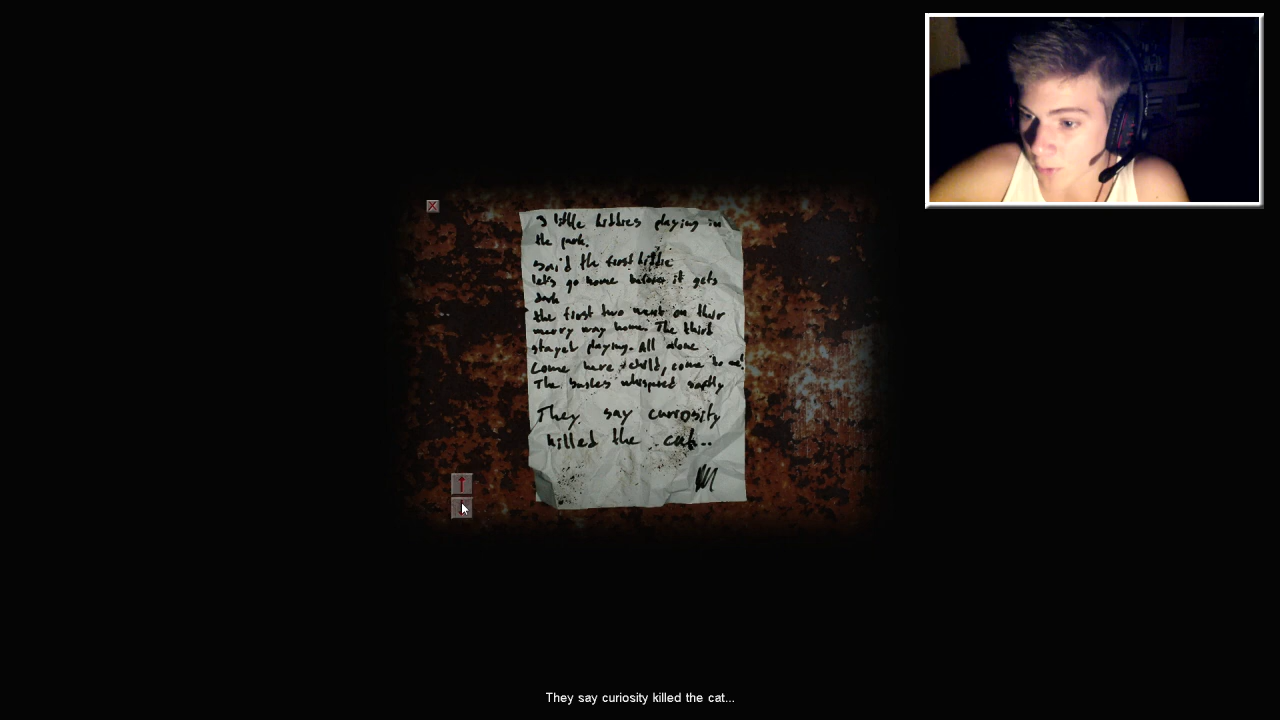 3 little kiddies playing in
the park.
Said the first kiddie
let's go home before it gets
dark
the first two went on their
merry way home. The third
stayed playing. All alone
Come here child, come to me!
The bushes whispered softly
They say curiosity
killed the cat...
They say curiosity killed the cat...